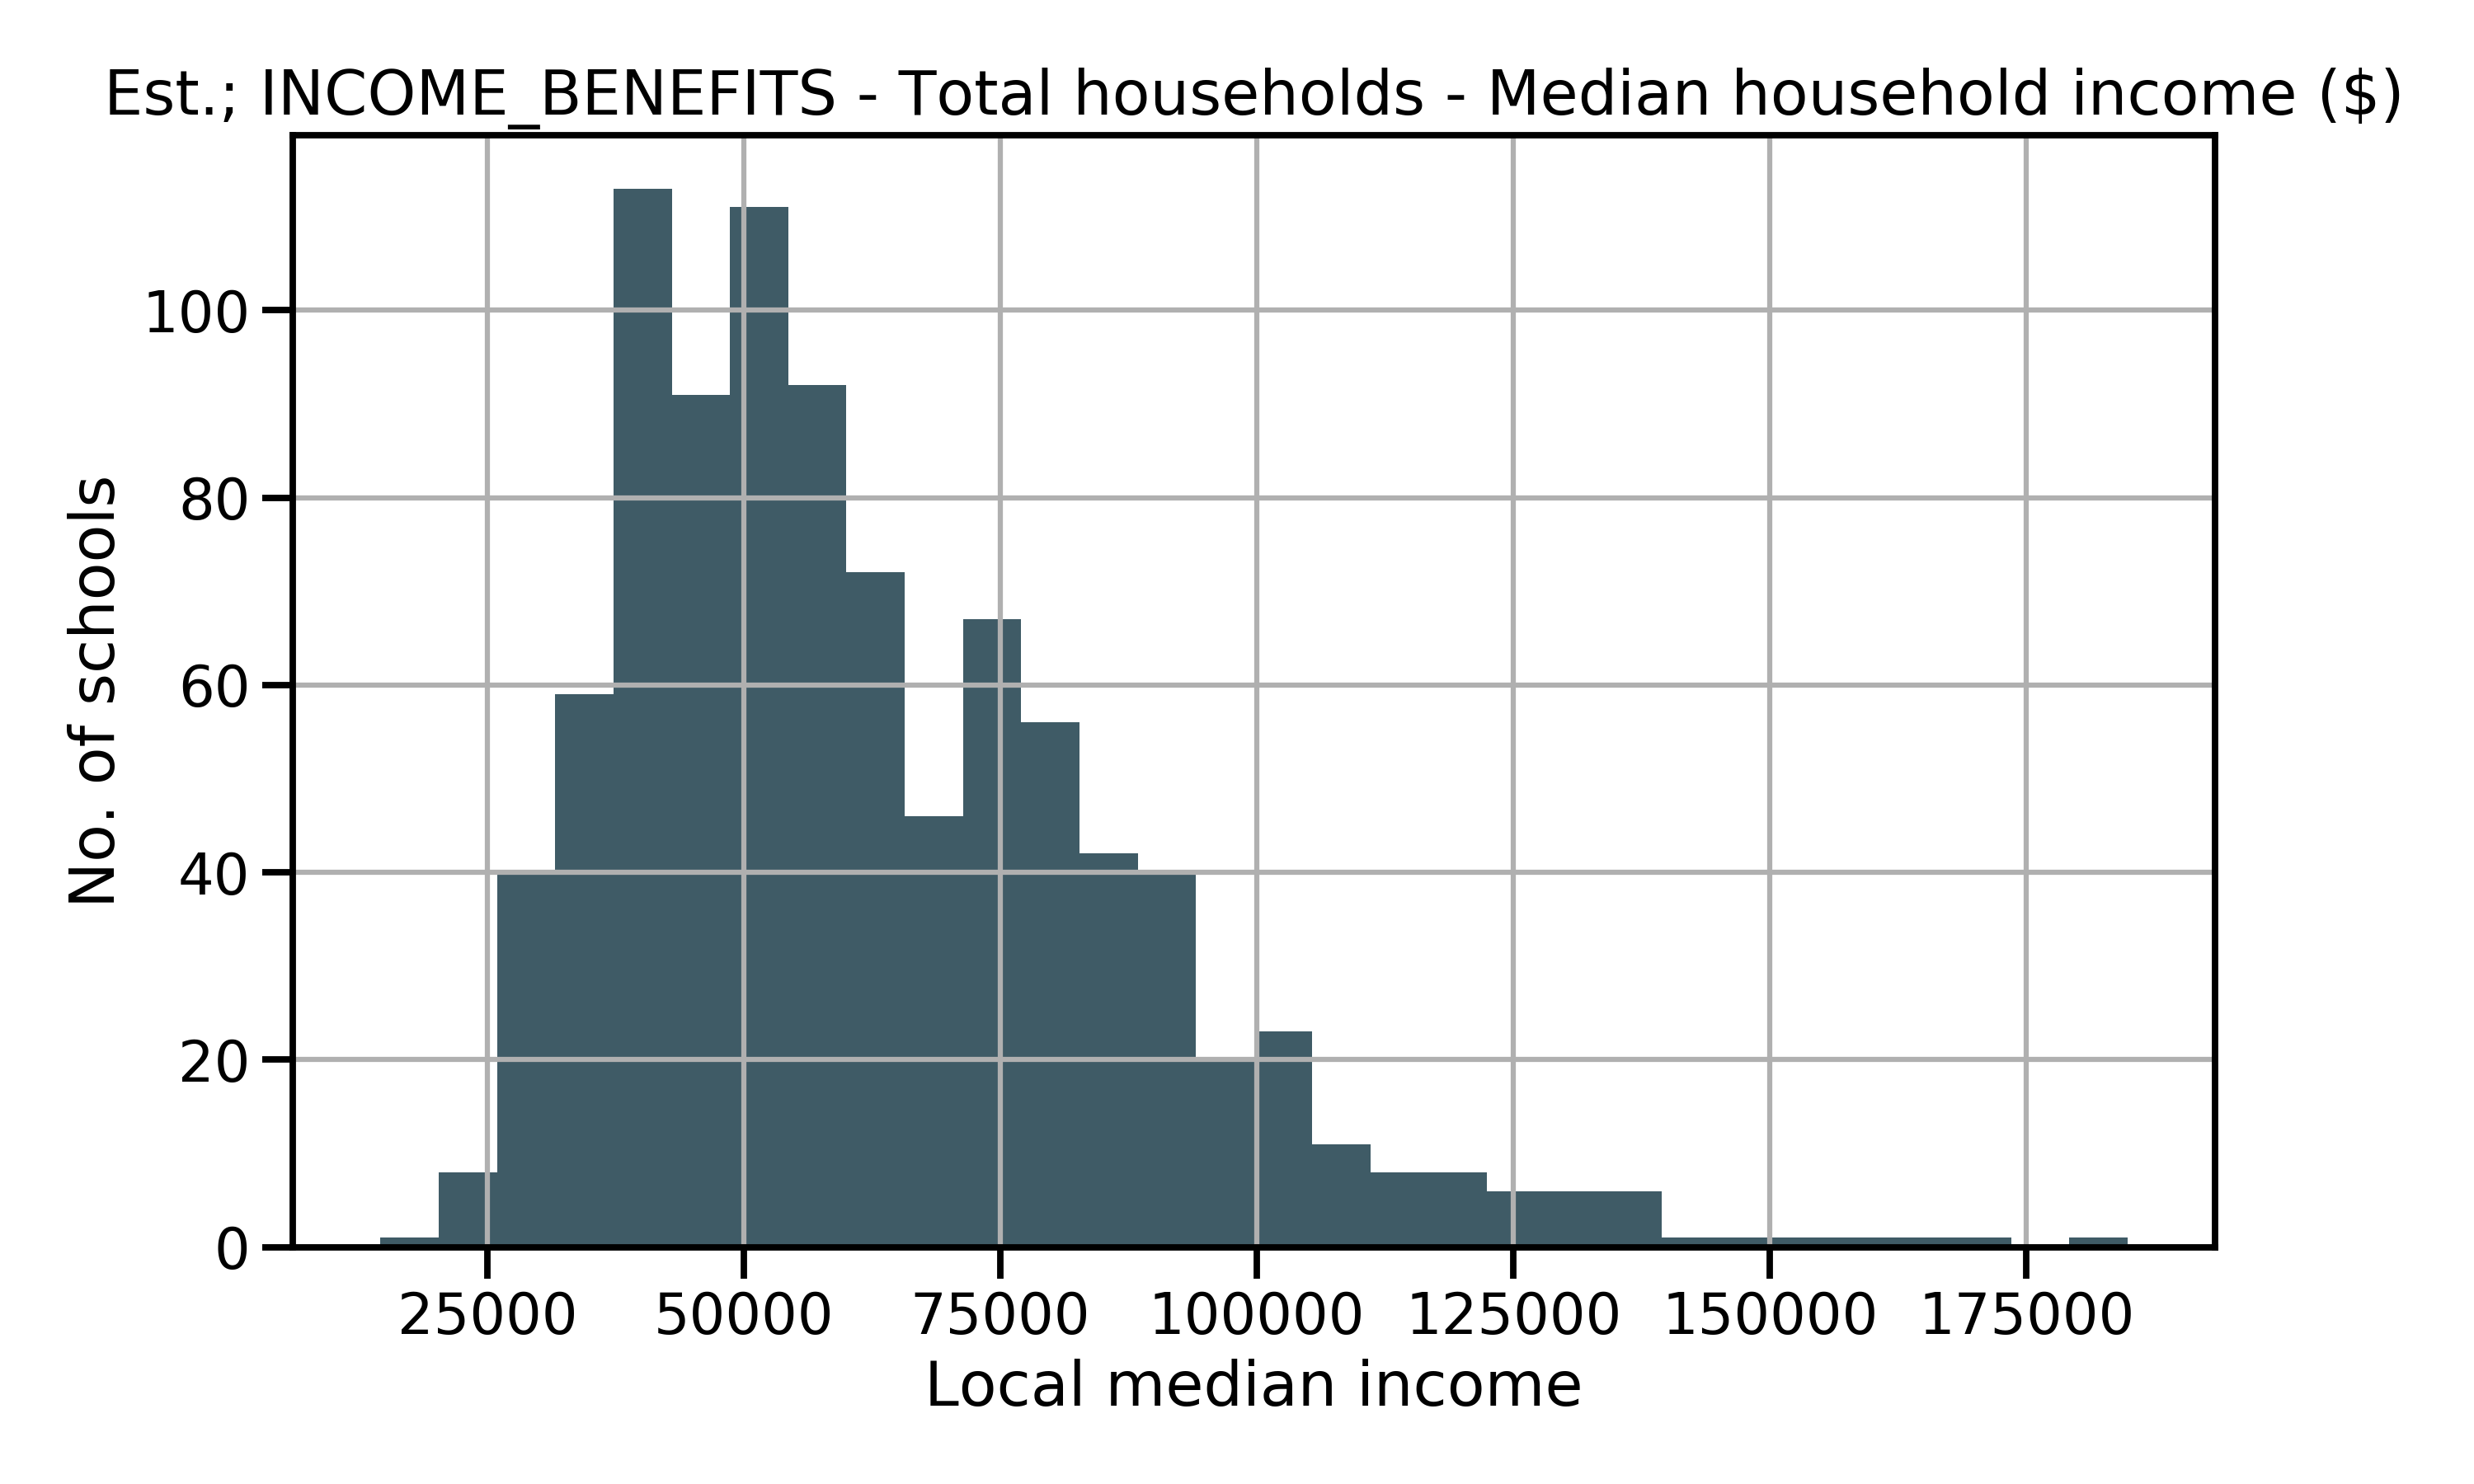 Est.; INCOME_BENEFITS - Total households - Median household income ($)
No. of schools
100
80
60
40
20
0
25000 50000 75000 100000 125000 150000 175000
Local median income